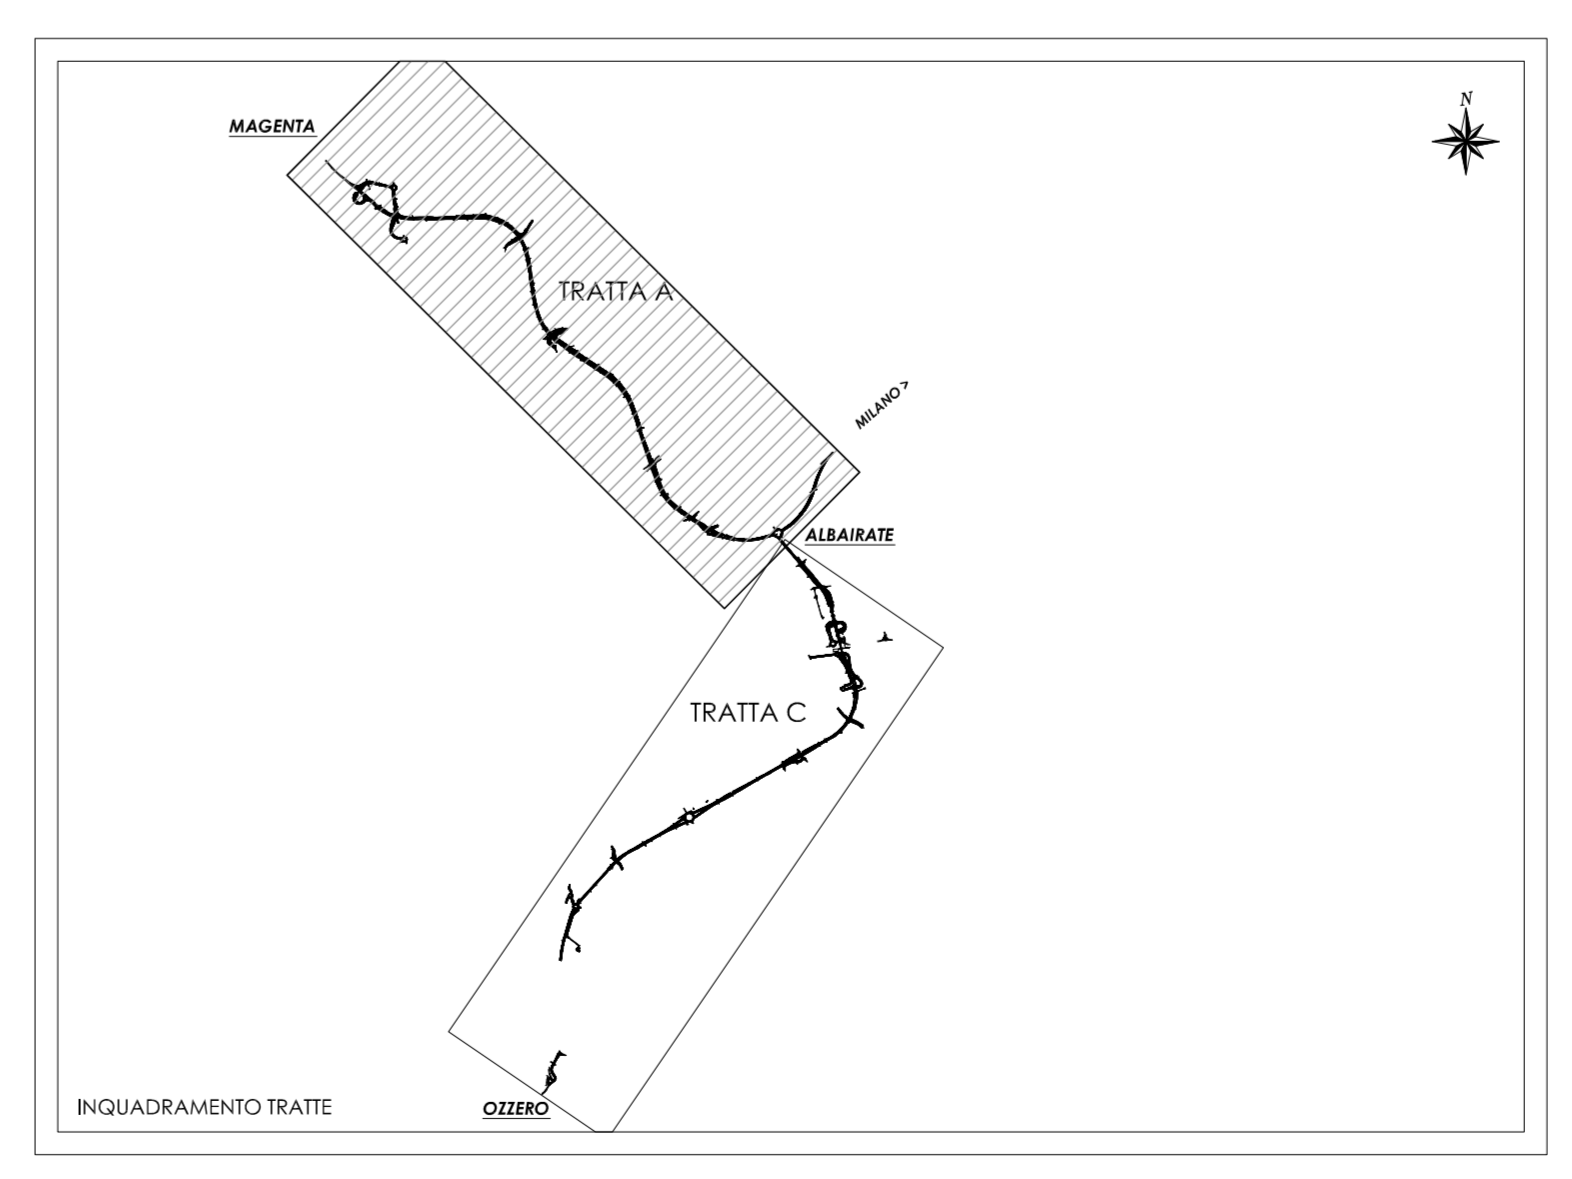 N
MAGENTA
TRATTA A
MILANO >
ALBAIRATE
TRATTA C
INQUADRAMENTO TRATTE
OZZERO